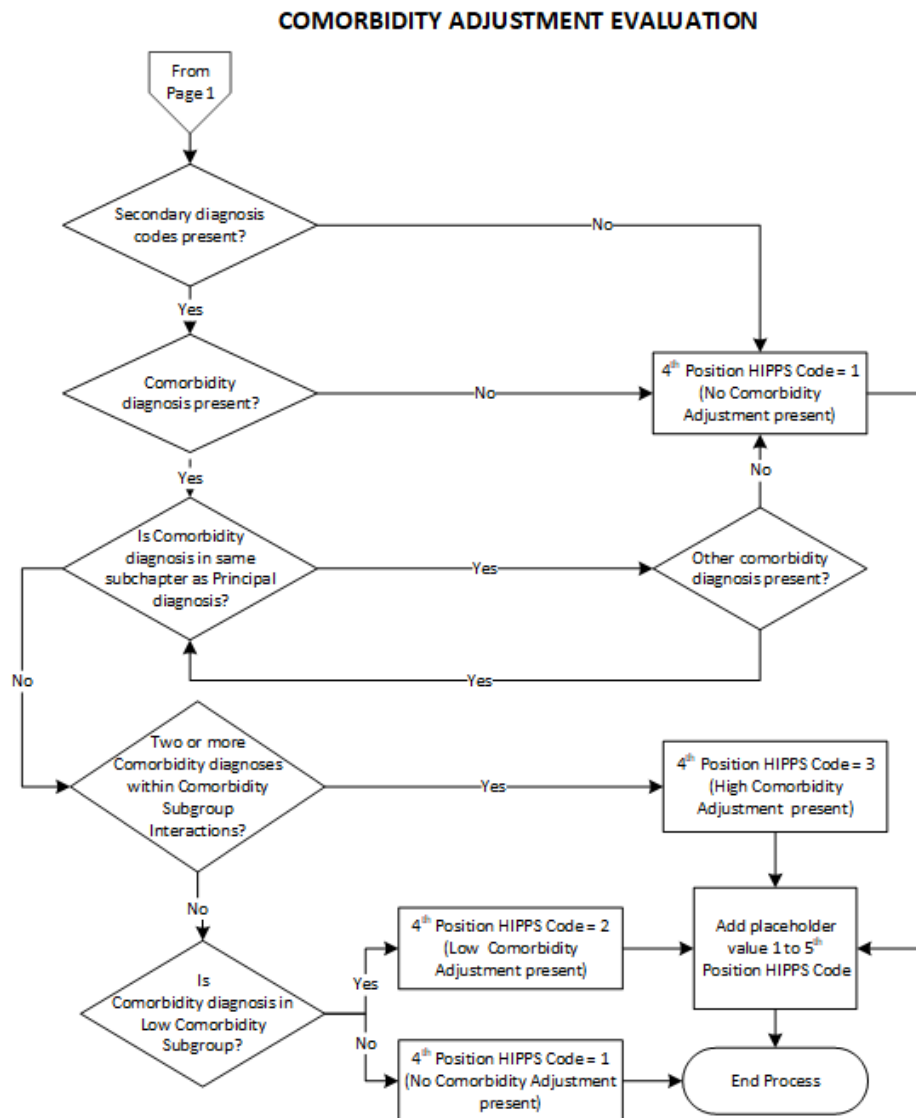 COMORBIDITY ADJUSTMENT EVALUATION
From
Page 1
Secondary diagnosis
codes present?
No
Yes
Comorbidity
diagnosis present?
No
4th Position HIPPS Code = 1
(No Comorbidity
Adjustment present)
Yes
No
Is Comorbidity
diagnosis in same
subchapter as Principal
diagnosis?
Yes
Other comorbidity
diagnosis present?
Yes
No
Two or more
Comorbidity diagnoses
within Comorbidity
Subgroup
Interactions?
Yes
4th Position HIPPS Code = 3
(High Comorbidity
Adjustment present)
No
Is
Comorbidity diagnosis in
Low Comorbidity
Subgroup?
Yes
4th Position HIPPS Code = 2
(Low Comorbidity
Adjustment present)
Add placeholder
value 1 to 5th
Position HIPPS Code
No
4th Position HIPPS Code = 1
(No Comorbidity Adjustment
present)
End Process